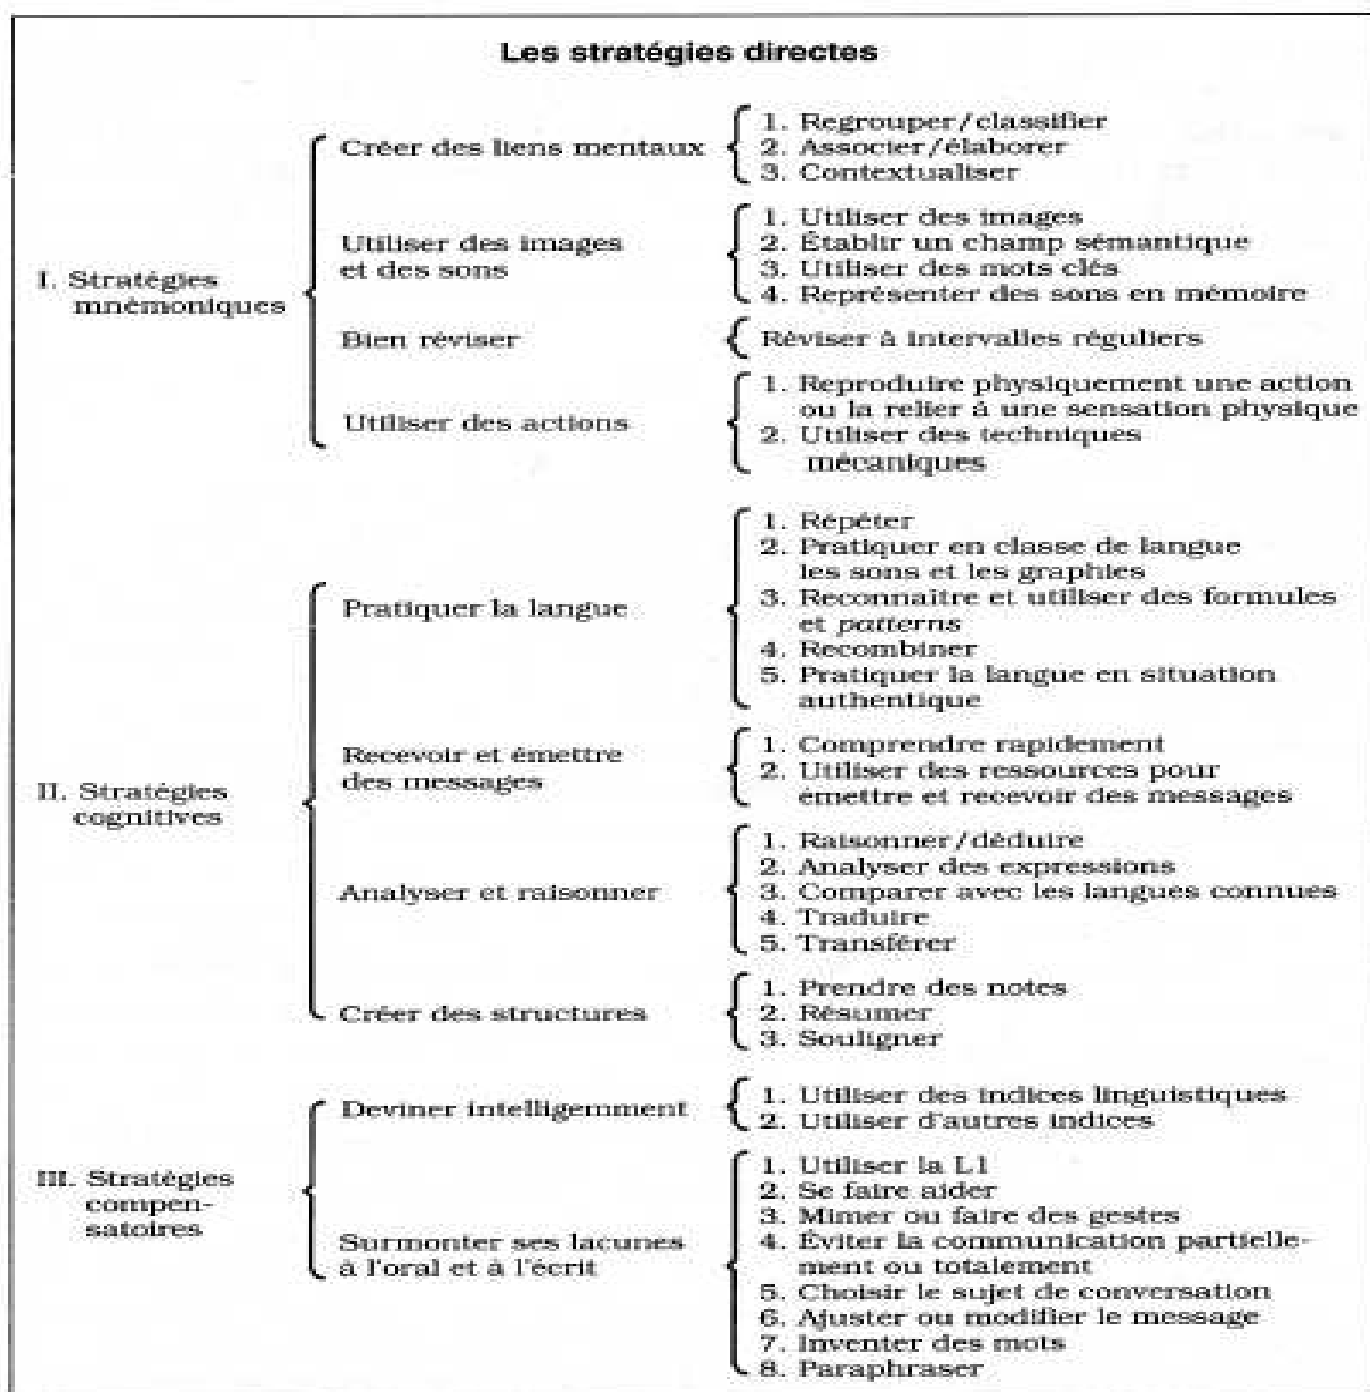 Les stratégies directes
I. Stratégies
mnémoniques
Créer des liens mentaux
1. Regrouper/classifier
2. Associer/élaborer
3. Contextualiser
Utiliser des images
et des sons
1. Utiliser des images
2. Établir un champ sémantique
3. Utiliser des mots clés
4. Représenter des sons en mémoire
Bien réviser
Réviser à intervalles réguliers
Utiliser des actions
1. Reproduire physiquement une action
ou la relier à une sensation physique
2. Utiliser des techniques
mécaniques
II. Stratégies
cognitives
Pratiquer la langue
1. Répéter
2. Pratiquer en classe de langue
les sons et les graphies
3. Reconnaître et utiliser des formules
et patterns
4. Recombiner
5. Pratiquer la langue en situation
authentique
Recevoir et émettre
des messages
1. Comprendre rapidement
2. Utiliser des ressources pour
émettre et recevoir des messages
Analyser et raisonner
1. Raisonner/déduire
2. Analyser des expressions
3. Comparer avec les langues connues
4. Traduire
5. Transférer
Créer des structures
1. Prendre des notes
2. Résumer
3. Souligner
III. Stratégies
compen-
satoires
Deviner intelligemment
1. Utiliser des indices linguistiques
2. Utiliser d'autres indices
Surmonter ses lacunes
à l'oral et à l'écrit
1. Utiliser la L1
2. Se faire aider
3. Mimer ou faire des gestes
4. Éviter la communication partielle-
ment ou totalement
5. Choisir le sujet de conversation
6. Ajuster ou modifier le message
7. Inventer des mots
8. Paraphraser